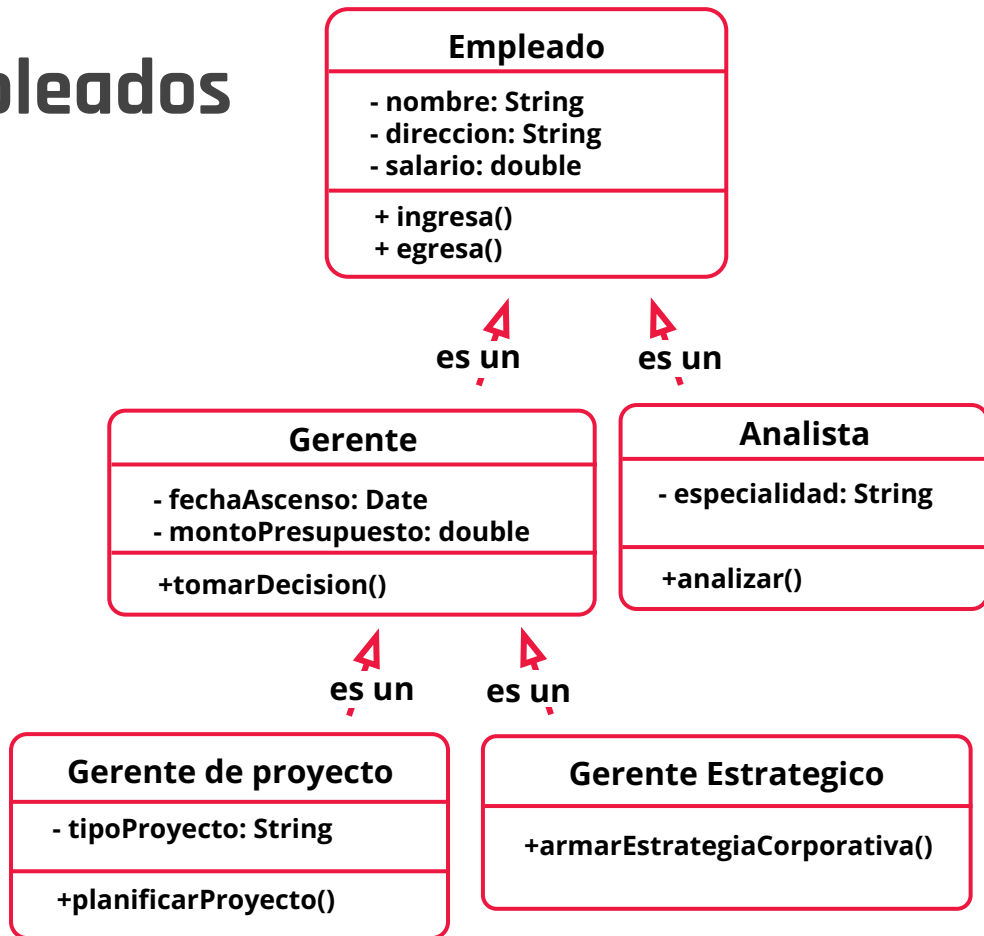 pleados
Empleado
- nombre: String
- direccion: String
- salario: double
+ ingresa()
+ egresa()
es un
es un
Gerente
- fechaAscenso: Date
- montoPresupuesto: double
+tomarDecision()
Analista
- especialidad: String
+analizar()
es un
es un
Gerente de proyecto
- tipoProyecto: String
+planificarProyecto()
Gerente Estrategico
+armarEstrategiaCorporativa()